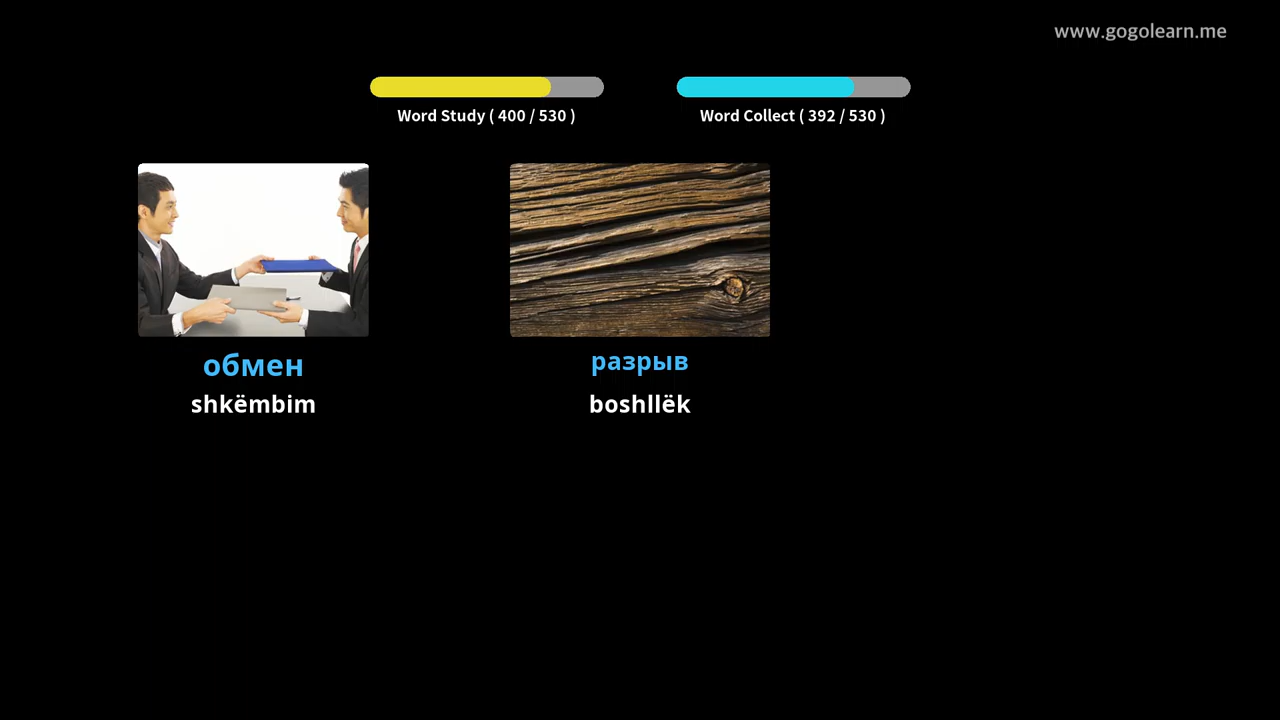 www.gogolearn.me
Word Study ( 400 / 530 )
Word Collect ( 392 / 530 )
обмен
shkëmbim
разрыв
boshllëk